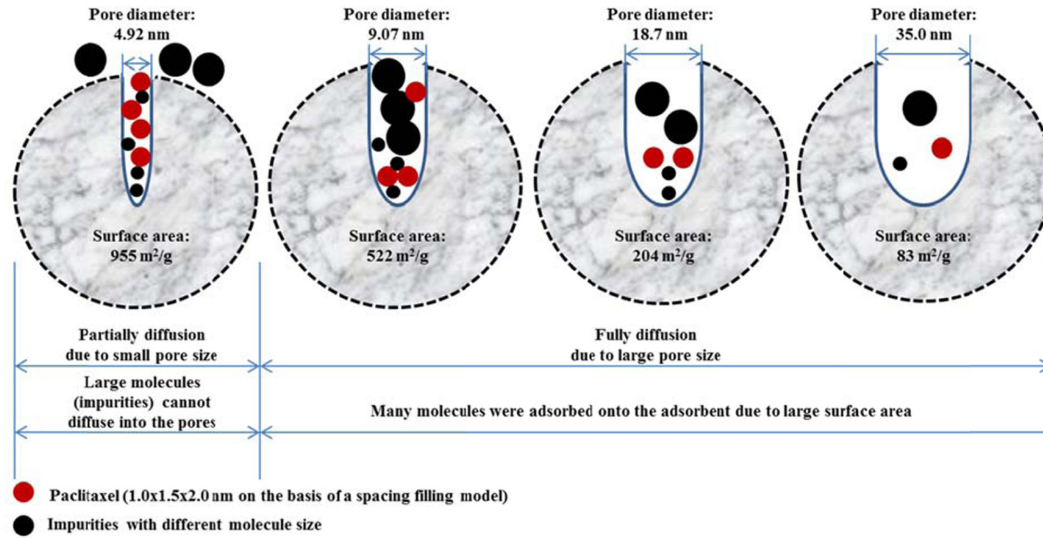 Pore diameter:
4.92 nm
Pore diameter:
9.07 nm
Pore diameter:
18.7 nm
Pore diameter:
35.0 nm
Surface area:
955 m²/g
Surface area:
522 m²/g
Surface area:
204 m²/g
Surface area:
83 m²/g
Partially diffusion
due to small pore size
Fully diffusion
due to large pore size
Large molecules
(impurities) cannot
diffuse into the pores
Many molecules were adsorbed onto the adsorbent due to large surface area
Paclitaxel (1.0x1.5x2.0 nm on the basis of a spacing filling model)
Impurities with different molecule size